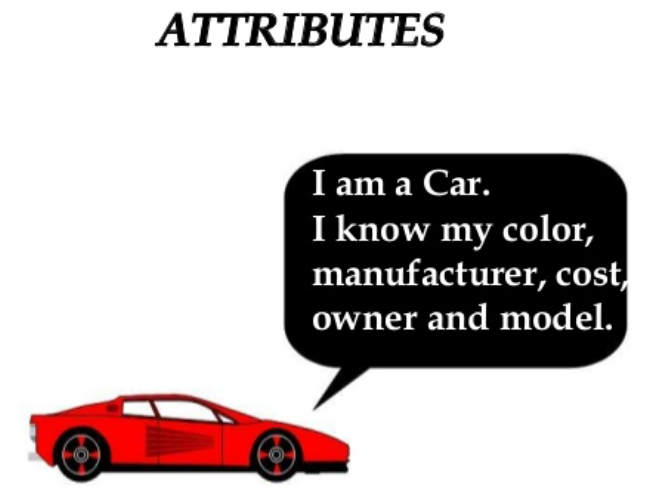 ATTRIBUTES
I am a Car.
I know my color,
manufacturer, cost,
owner and model.